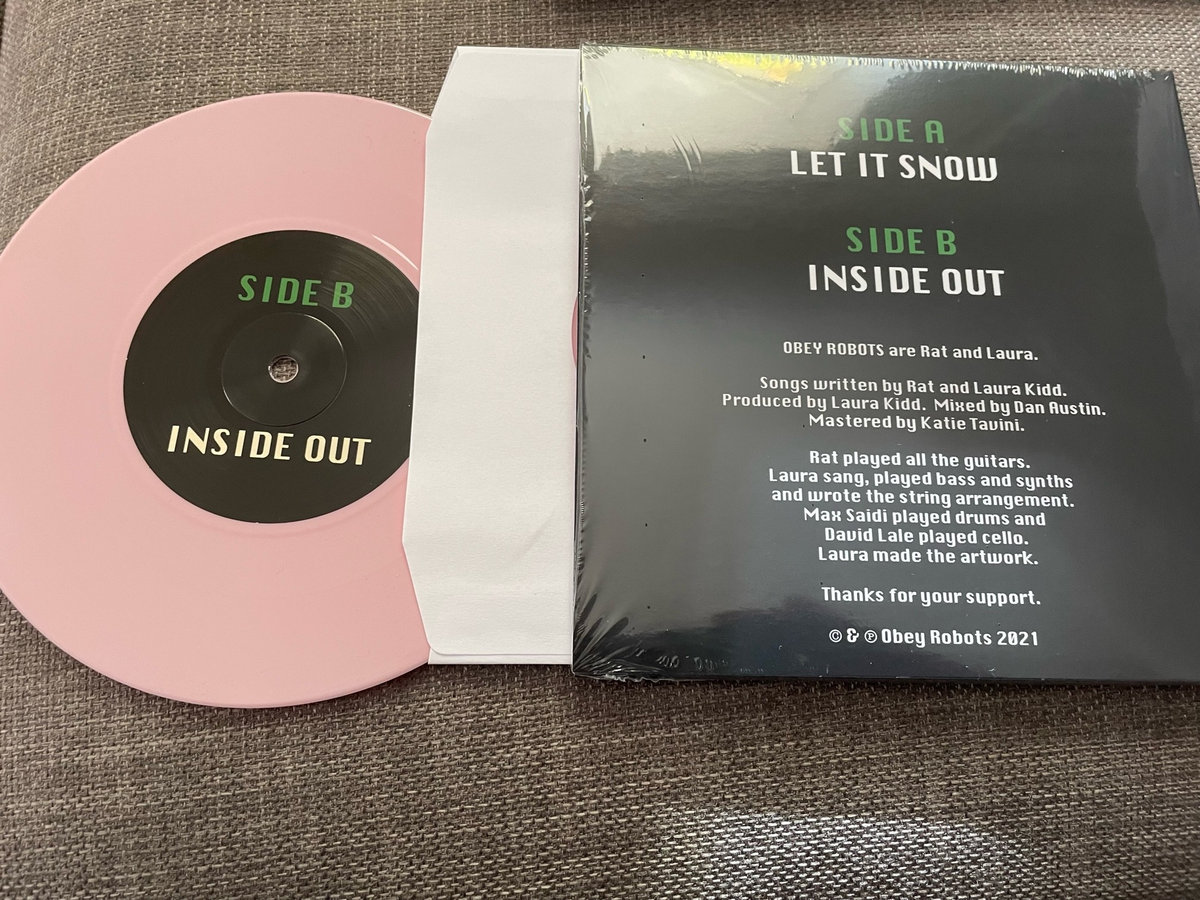 SIDE B
INSIDE OUT
SIDE A
LET IT SNOW
SIDE B
INSIDE OUT
OBEY ROBOTS are Rat and Laura.
Songs written by Rat and Laura Kidd.
Produced by Laura Kidd. Mixed by Dan Austin.
Mastered by Katie Tavini.
Rat played all the guitars.
Laura sang, played bass and synths
and wrote the string arrangement.
Max Saidi played drums and
David Lale played cello.
Laura made the artwork.
Thanks for your support.
© & ℗ Obey Robots 2021